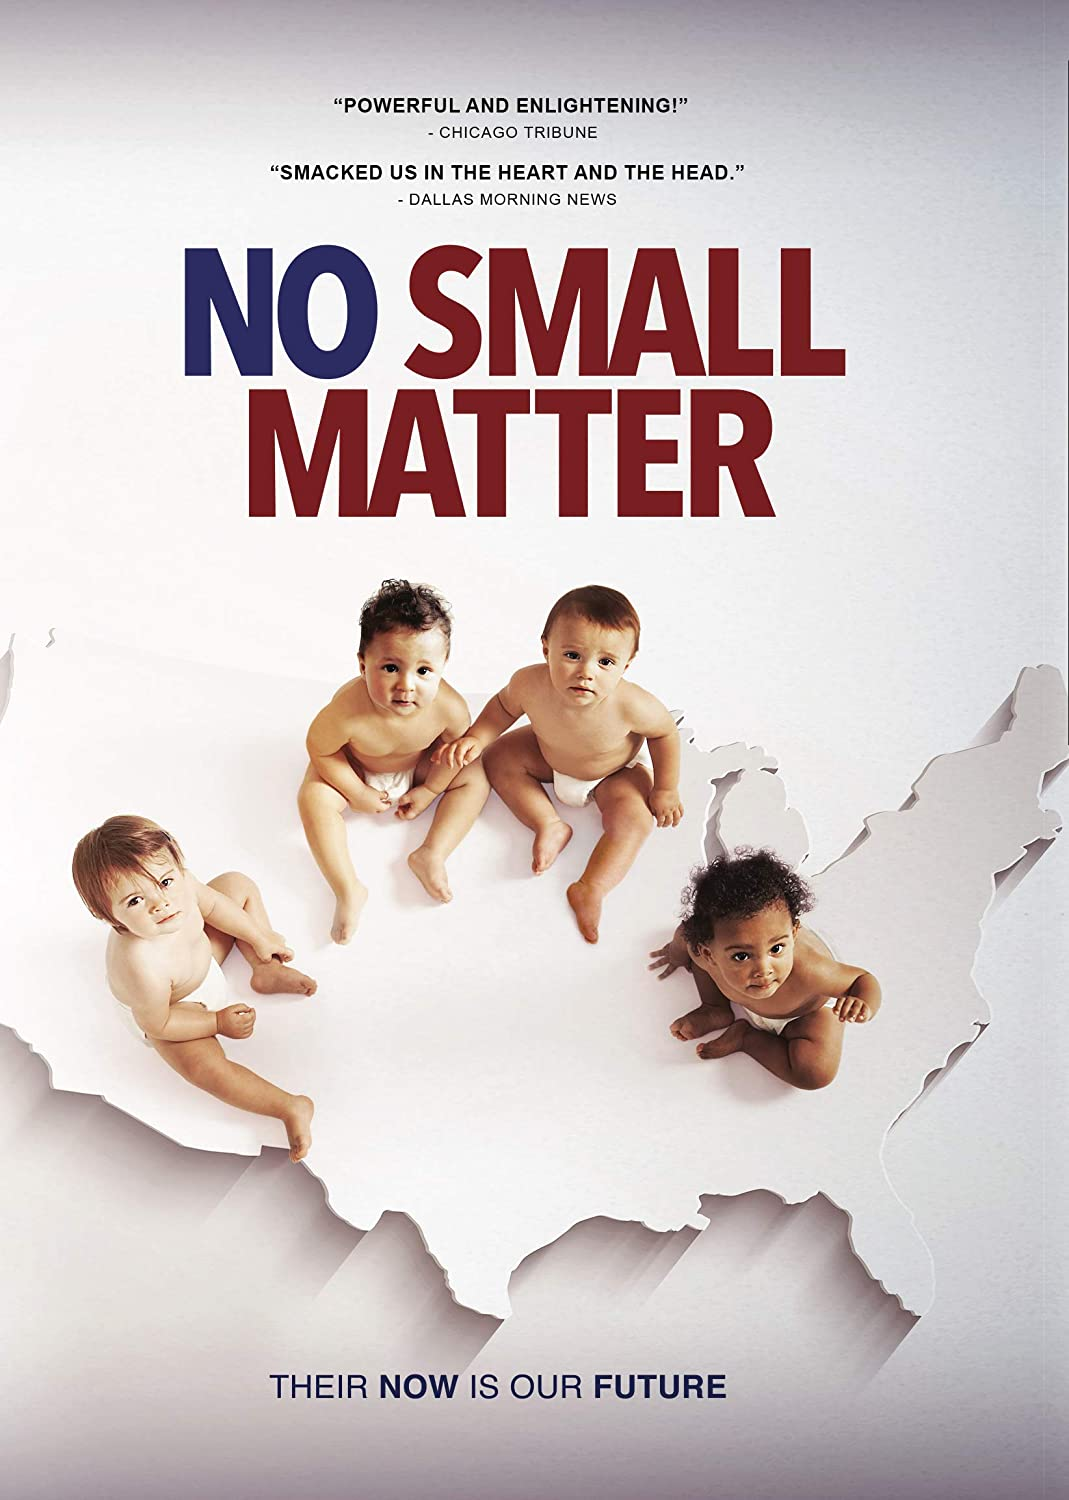 “POWERFUL AND ENLIGHTENING!”
- CHICAGO TRIBUNE
“SMACKED US IN THE HEART AND THE HEAD.”
- DALLAS MORNING NEWS
NO SMALL
MATTER
THEIR NOW IS OUR FUTURE